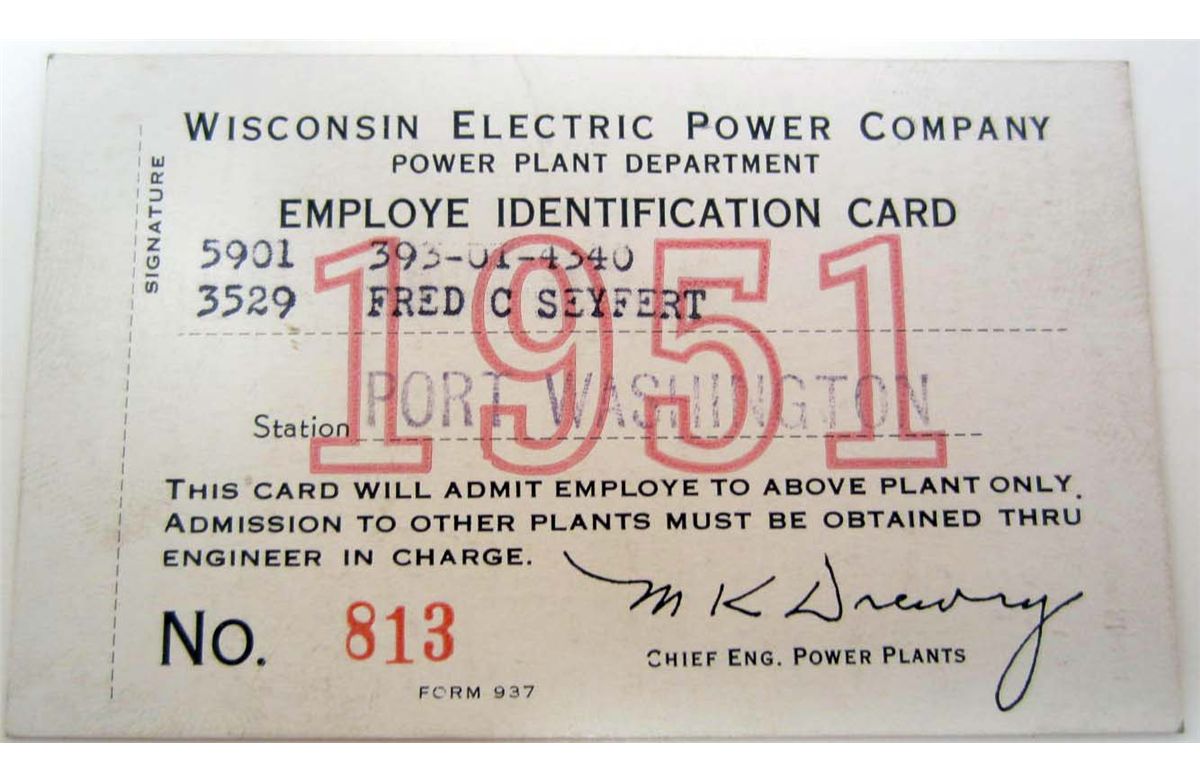 WISCONSIN ELECTRIC POWER COMPANY
POWER PLANT DEPARTMENT
EMPLOYE IDENTIFICATION CARD
SIGNATURE
1951
5901
3529 FRED C SEYFERT
Station PORT WASHINGTON
THIS CARD WILL ADMIT EMPLOYE TO ABOVE PLANT ONLY.
ADMISSION TO OTHER PLANTS MUST BE OBTAINED THRU
ENGINEER IN CHARGE.
M K Drewry
No. 813
CHIEF ENG. POWER PLANTS
FORM 937